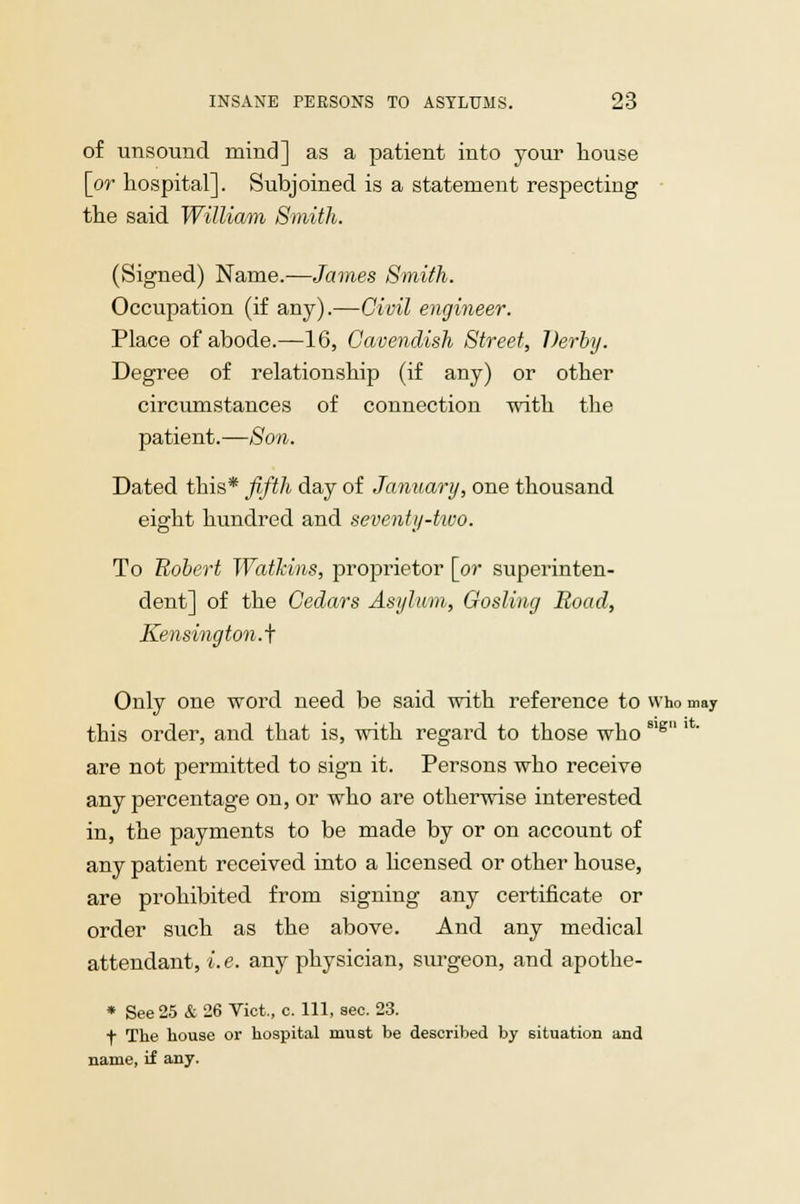 INSANE PERSONS TO ASYLUMS. 23
of unsound mind] as a patient into your house
[or hospital]. Subjoined is a statement respecting
the said William Smith.
(Signed) Name.—James Smith.
Occupation (if any).—Civil engineer.
Place of abode.—16, Cavendish Street, Derby.
Degree of relationship (if any) or other
circumstances of connection with the
patient.—Son.
Dated this* fifth day of January, one thousand
eight hundred and seventy-two.
To Robert Watkins, proprietor [or superinten-
dent] of the Cedars Asylum, Gosling Road,
Kensington.†
Only one word need be said with reference to Who may
this order, and that is, with regard to those who sign it.
are not permitted to sign it. Persons who receive
any percentage on, or who are otherwise interested
in, the payments to be made by or on account of
any patient received into a licensed or other house,
are prohibited from signing any certificate or
order such as the above. And any medical
attendant, i.e. any physician, surgeon, and apothe-
* See 25 & 26 Vict., c. 111, sec. 23.
† The house or hospital must be described by situation and
name, if any.